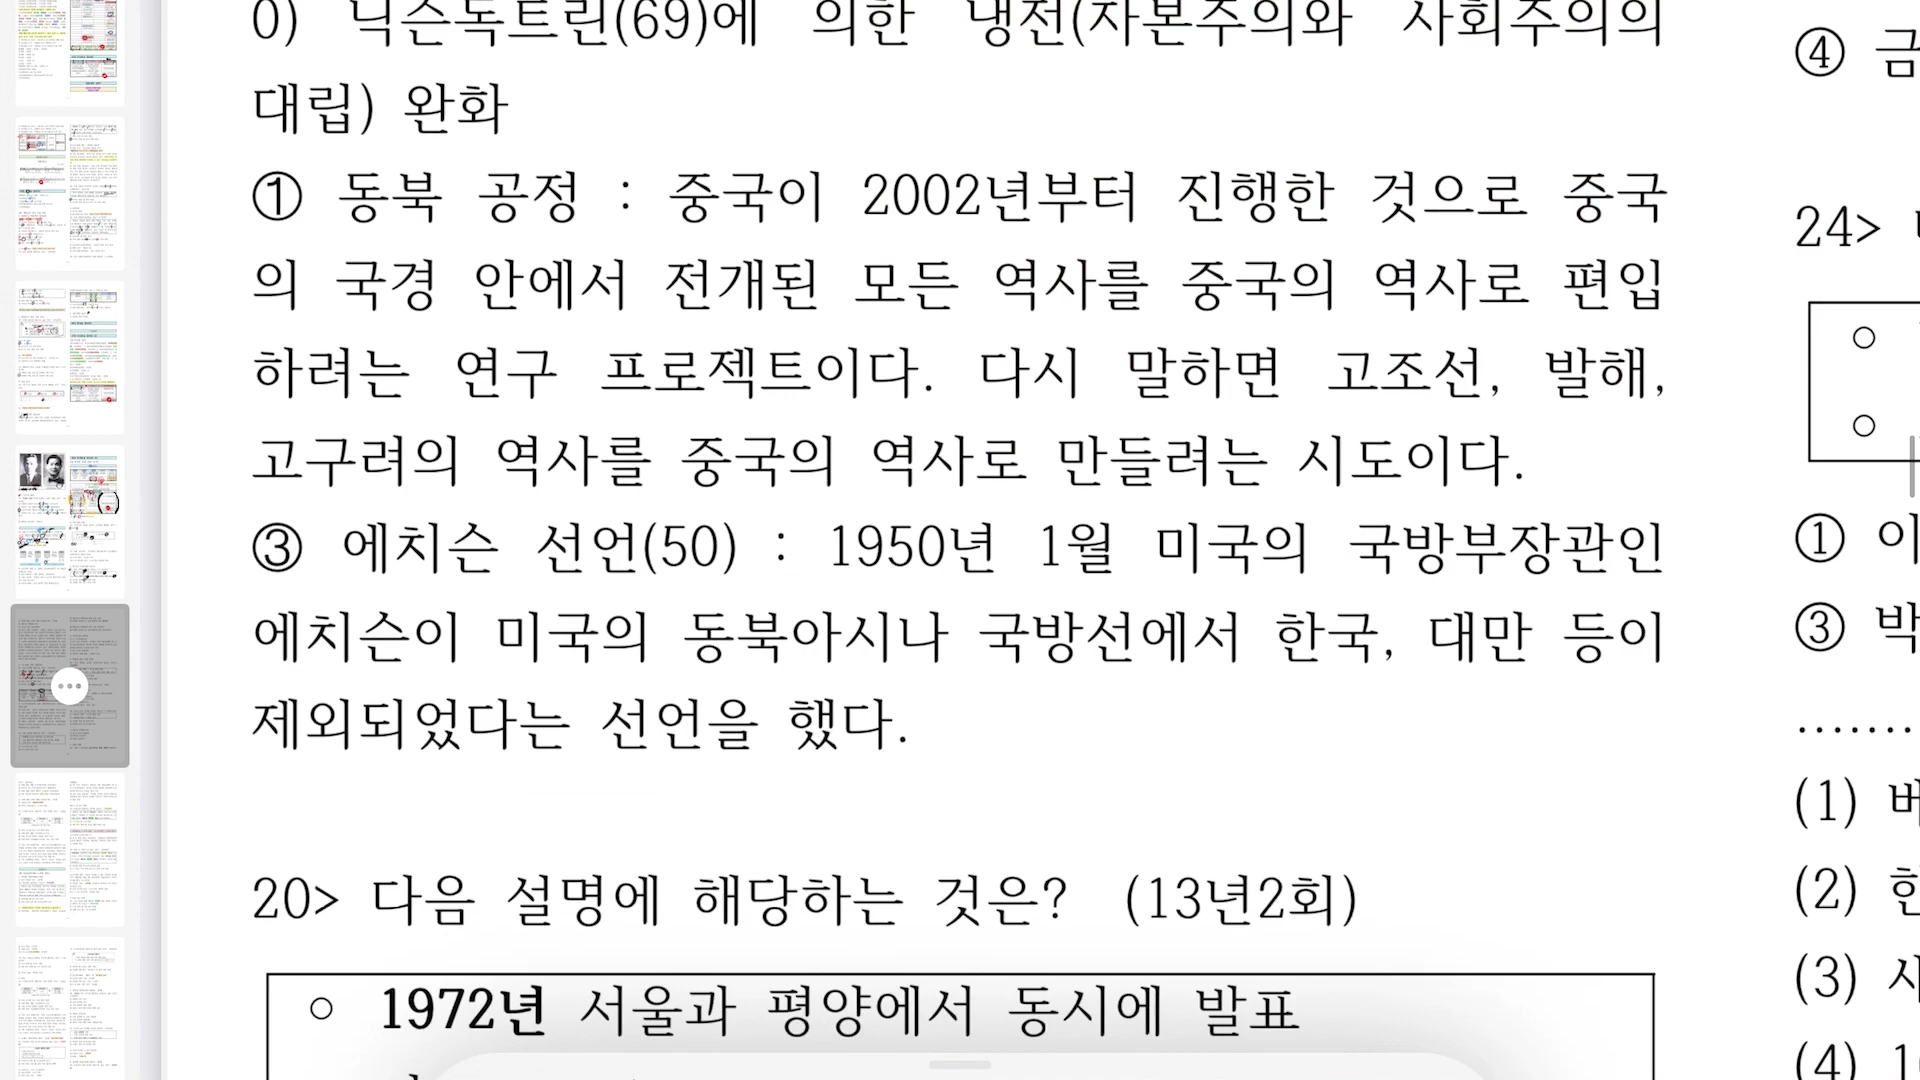 0) 닉슨독트린(69)에 의한 냉전(자본주의와 사회주의의
대립) 완화
① 동북 공정 : 중국이 2002년부터 진행한 것으로 중국
의 국경 안에서 전개된 모든 역사를 중국의 역사로 편입
하려는 연구 프로젝트이다. 다시 말하면 고조선, 발해,
고구려의 역사를 중국의 역사로 만들려는 시도이다.
③ 에치슨 선언(50) : 1950년 1월 미국의 국방부장관인
에치슨이 미국의 동북아시나 국방선에서 한국, 대만 등이
제외되었다는 선언을 했다.
20> 다음 설명에 해당하는 것은? (13년2회)
○ 1972년 서울과 평양에서 동시에 발표
④ 금
24>
○
○
① 이
③ 박
.......
(1) 버
(2) 한
(3) 시
(4) 1